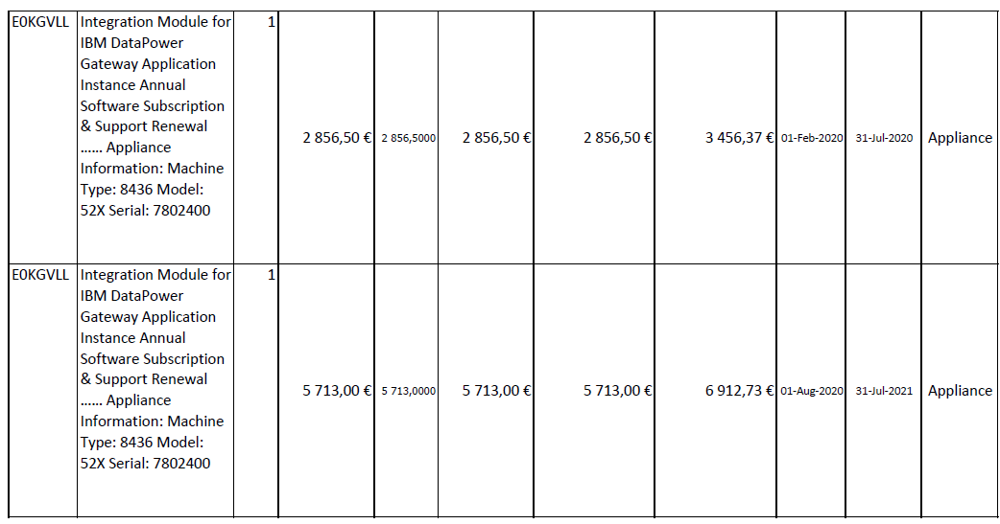 E0KGVLL Integration Module for 1
IBM DataPower
Gateway Application
Instance Annual
Software Subscription
& Support Renewal
2 856,50 € 2 856,5000 2 856,50 € 2 856,50 € 3 456,37 € 01-Feb-2020 31-Jul-2020 Appliance
...... Appliance
Information: Machine
Type: 8436 Model:
52X Serial: 7802400
E0KGVLL Integration Module for 1
IBM DataPower
Gateway Application
Instance Annual
Software Subscription
& Support Renewal
5 713,00 € 5 713,0000 5 713,00 € 5 713,00 € 6 912,73 € 01-Aug-2020 31-Jul-2021 Appliance
...... Appliance
Information: Machine
Type: 8436 Model:
52X Serial: 7802400